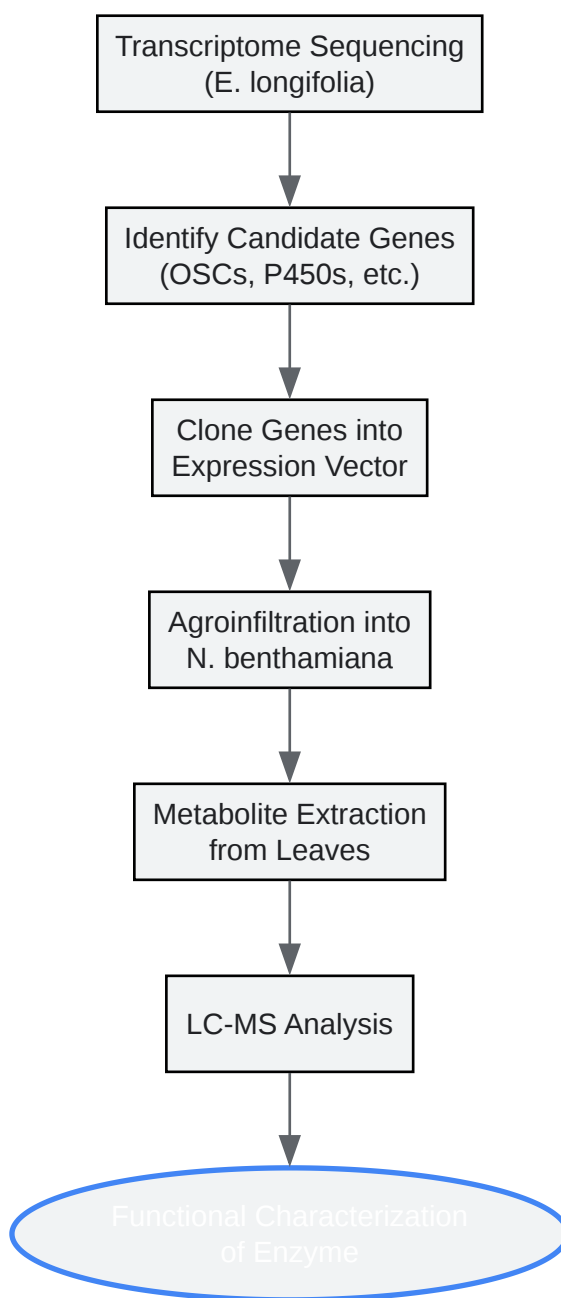 Transcriptome Sequencing
(E. longifolia)
Identify Candidate Genes
(OSCs, P450s, etc.)
Clone Genes into
Expression Vector
Agroinfiltration into
N. benthamiana
Metabolite Extraction
from Leaves
LC-MS Analysis
Functional Characterization
of Enzyme